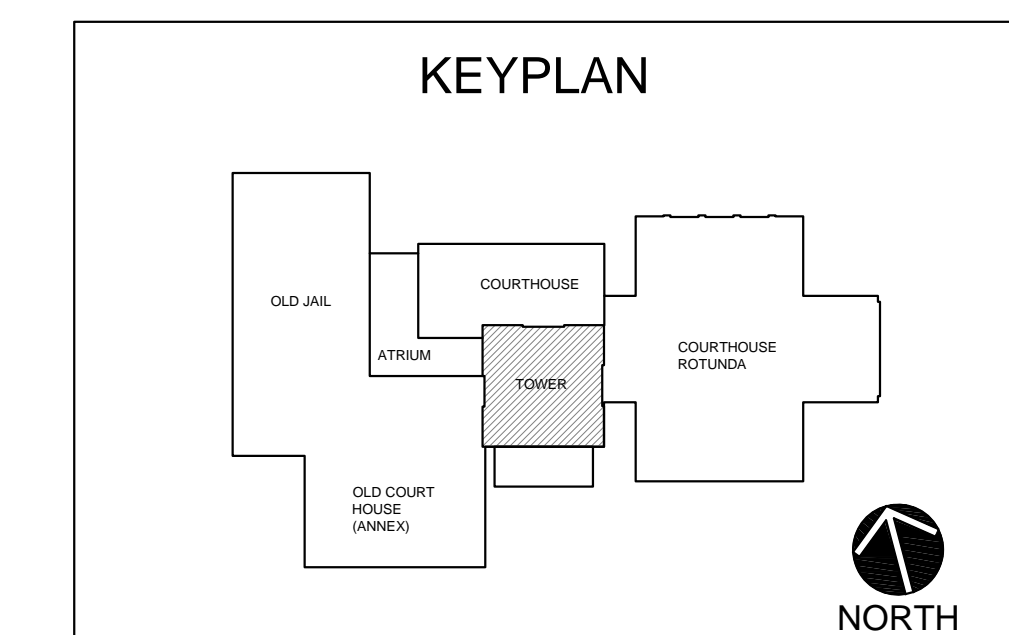 KEYPLAN
OLD JAIL
COURTHOUSE
ATRIUM
TOWER
COURTHOUSE
ROTUNDA
OLD COURT
HOUSE
(ANNEX)
NORTH